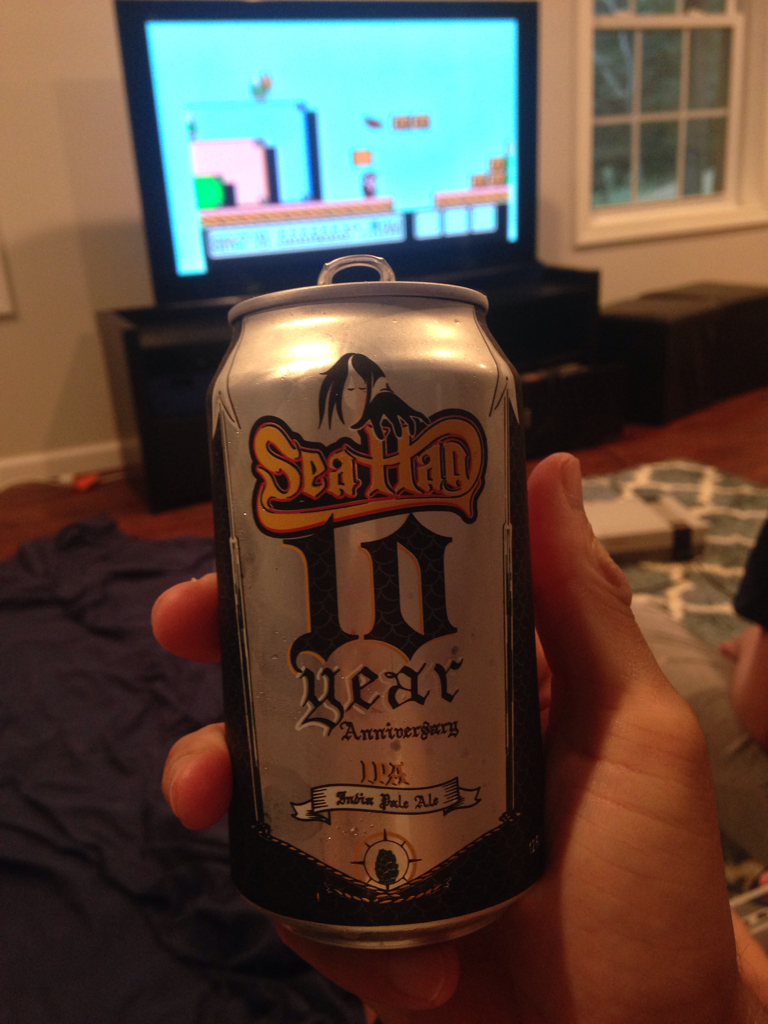 Sea Hag
10
year
Anniversary
IPA
India Pale Ale